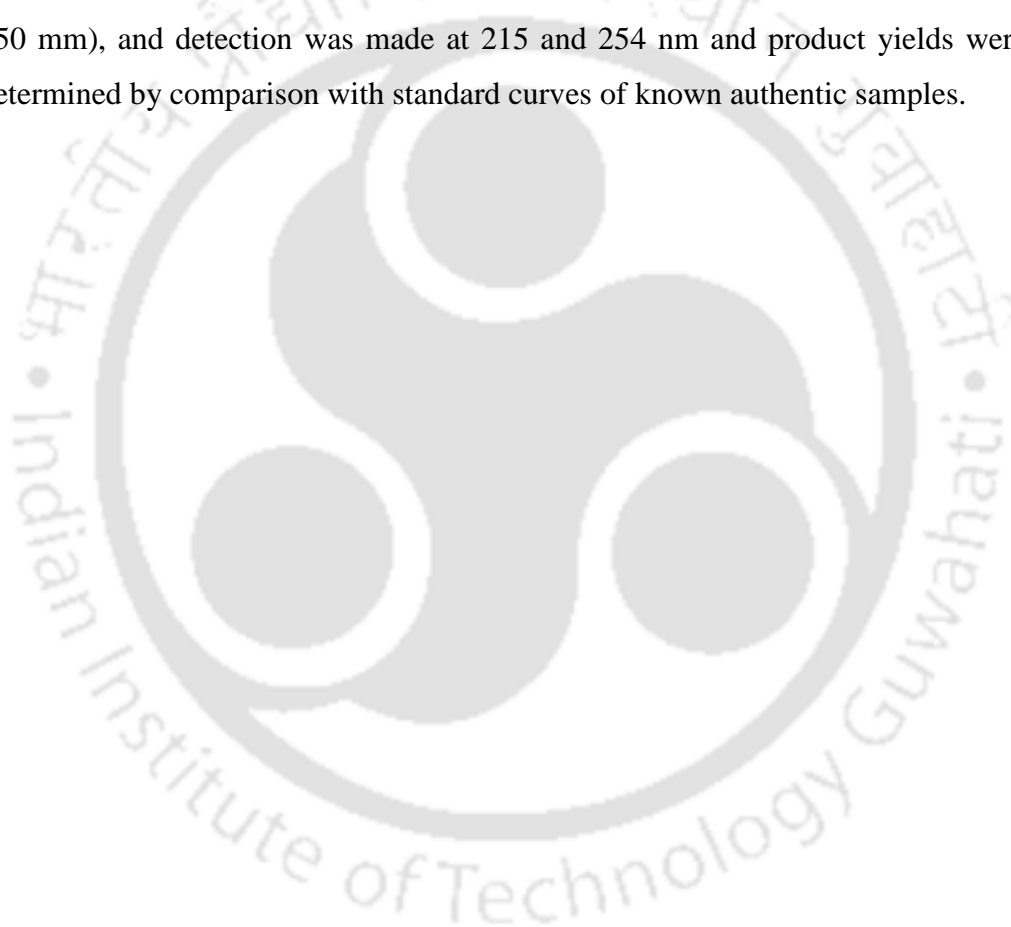 50 mm), and detection was made at 215 and 254 nm and product yields wer
etermined by comparison with standard curves of known authentic samples.
Indian Institute of Technology Guwahati